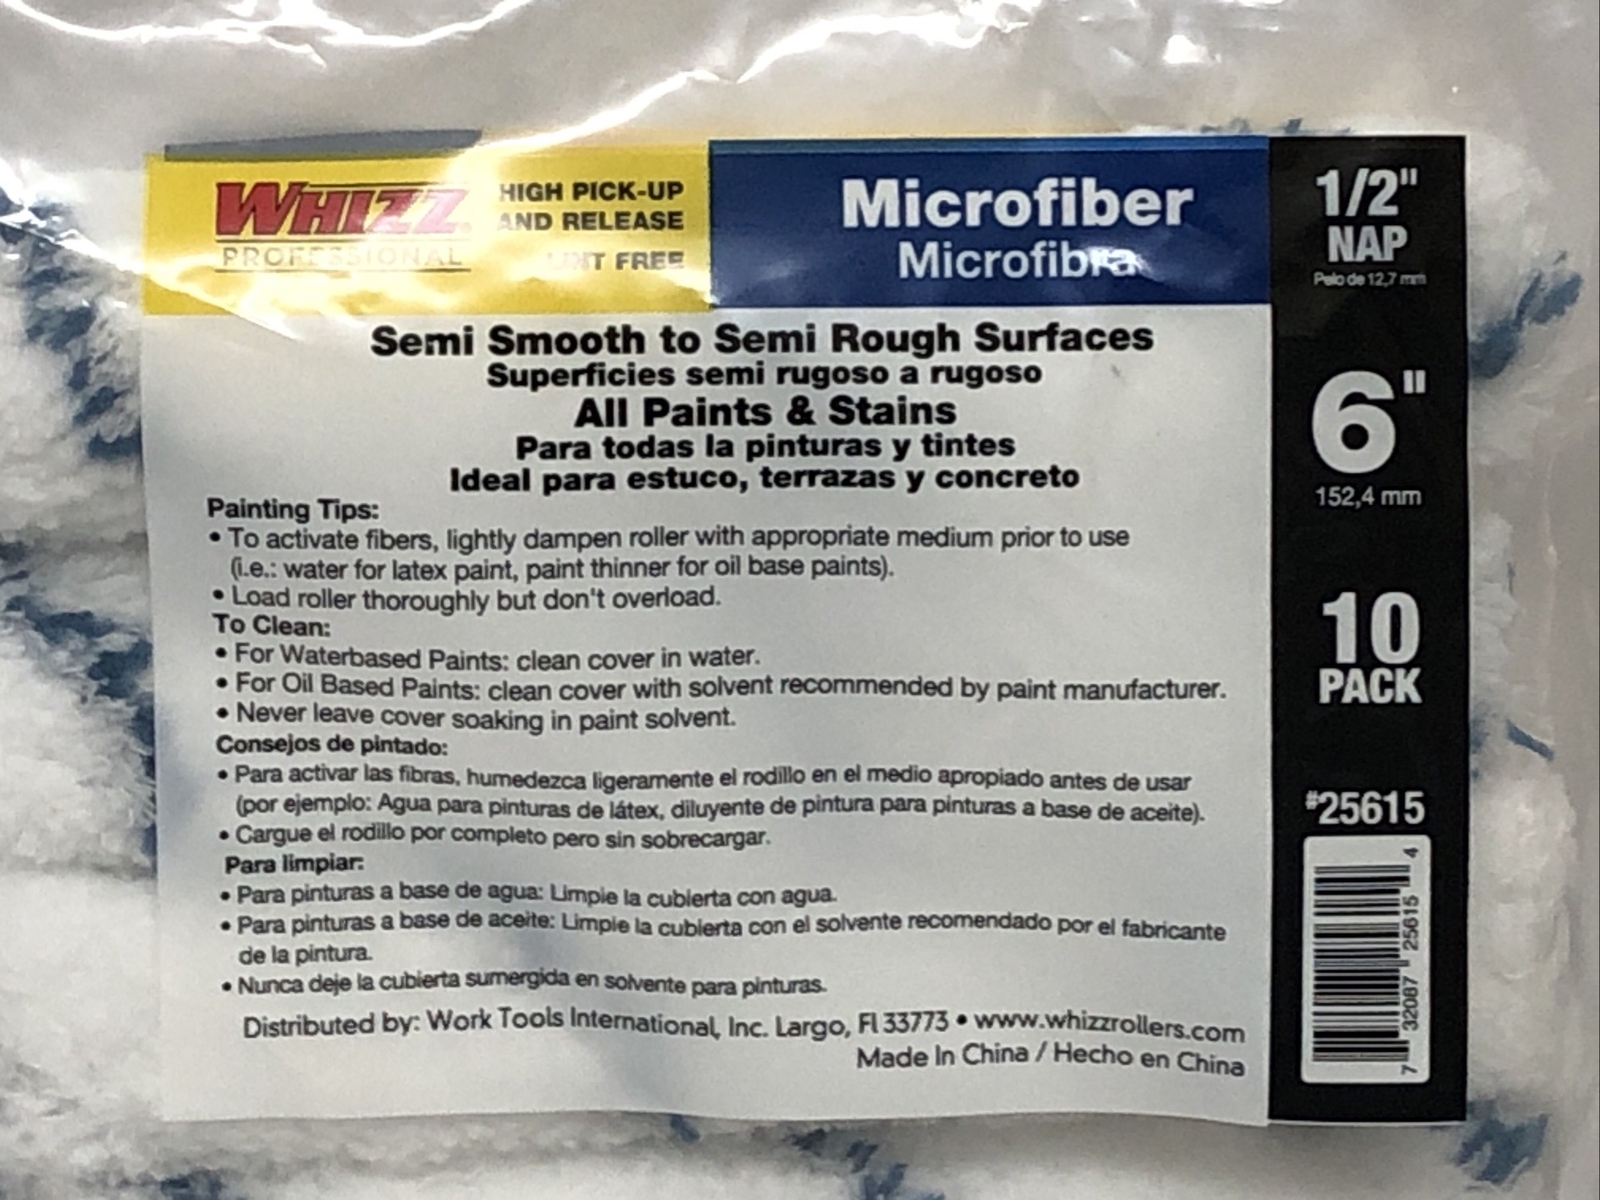 WHIZZ
PROFESSIONAL
HIGH PICK-UP
AND RELEASE
LINT FREE
Microfiber
Microfibra
1/2"
NAP
Pelo de 12,7 mm
6"
152,4 mm
10
PACK
#25615
7 32087 25615 4
Semi Smooth to Semi Rough Surfaces
Superficies semi rugoso a rugoso
All Paints & Stains
Para todas la pinturas y tintes
Ideal para estuco, terrazas y concreto
Painting Tips:
• To activate fibers, lightly dampen roller with appropriate medium prior to use
(i.e.: water for latex paint, paint thinner for oil base paints).
• Load roller thoroughly but don't overload.
To Clean:
• For Waterbased Paints: clean cover in water.
• For Oil Based Paints: clean cover with solvent recommended by paint manufacturer.
• Never leave cover soaking in paint solvent.
Consejos de pintado:
• Para activar las fibras, humedezca ligeramente el rodillo en el medio apropiado antes de usar
(por ejemplo: Agua para pinturas de látex, diluyente de pintura para pinturas a base de aceite).
• Cargue el rodillo por completo pero sin sobrecargar.
Para limpiar:
• Para pinturas a base de agua: Limpie la cubierta con agua.
• Para pinturas a base de aceite: Limpie la cubierta con el solvente recomendado por el fabricante
de la pintura.
• Nunca deje la cubierta sumergida en solvente para pinturas.
Distributed by: Work Tools International, Inc. Largo, Fl 33773 • www.whizzrollers.com
Made In China / Hecho en China